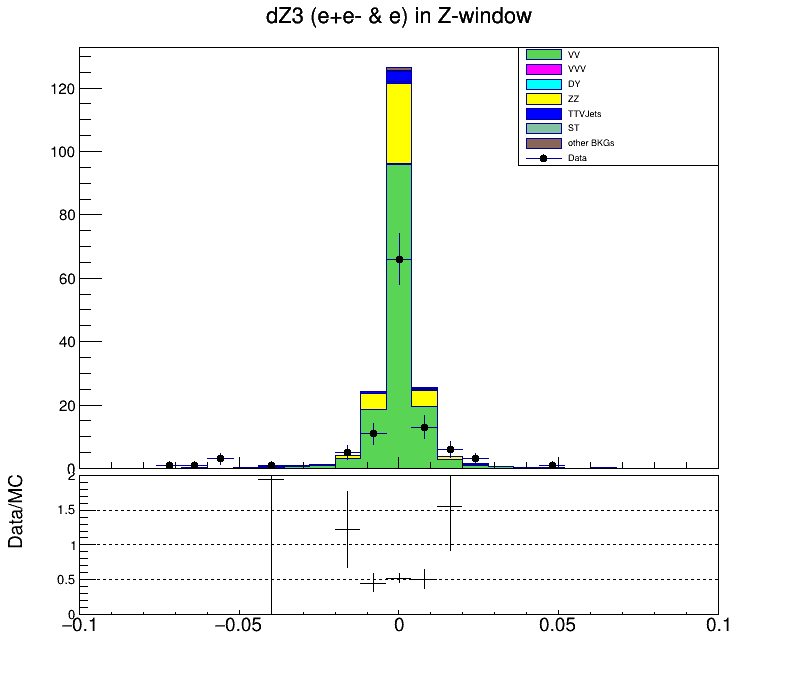 dZ3 (e+e- & e) in Z-window
VV
VVV
DY
ZZ
TTVJets
ST
other BKGs
Data
120
100
80
60
40
20
0
Data/MC
2
1.5
1
0.5
0
−0.1 −0.05 0 0.05 0.1